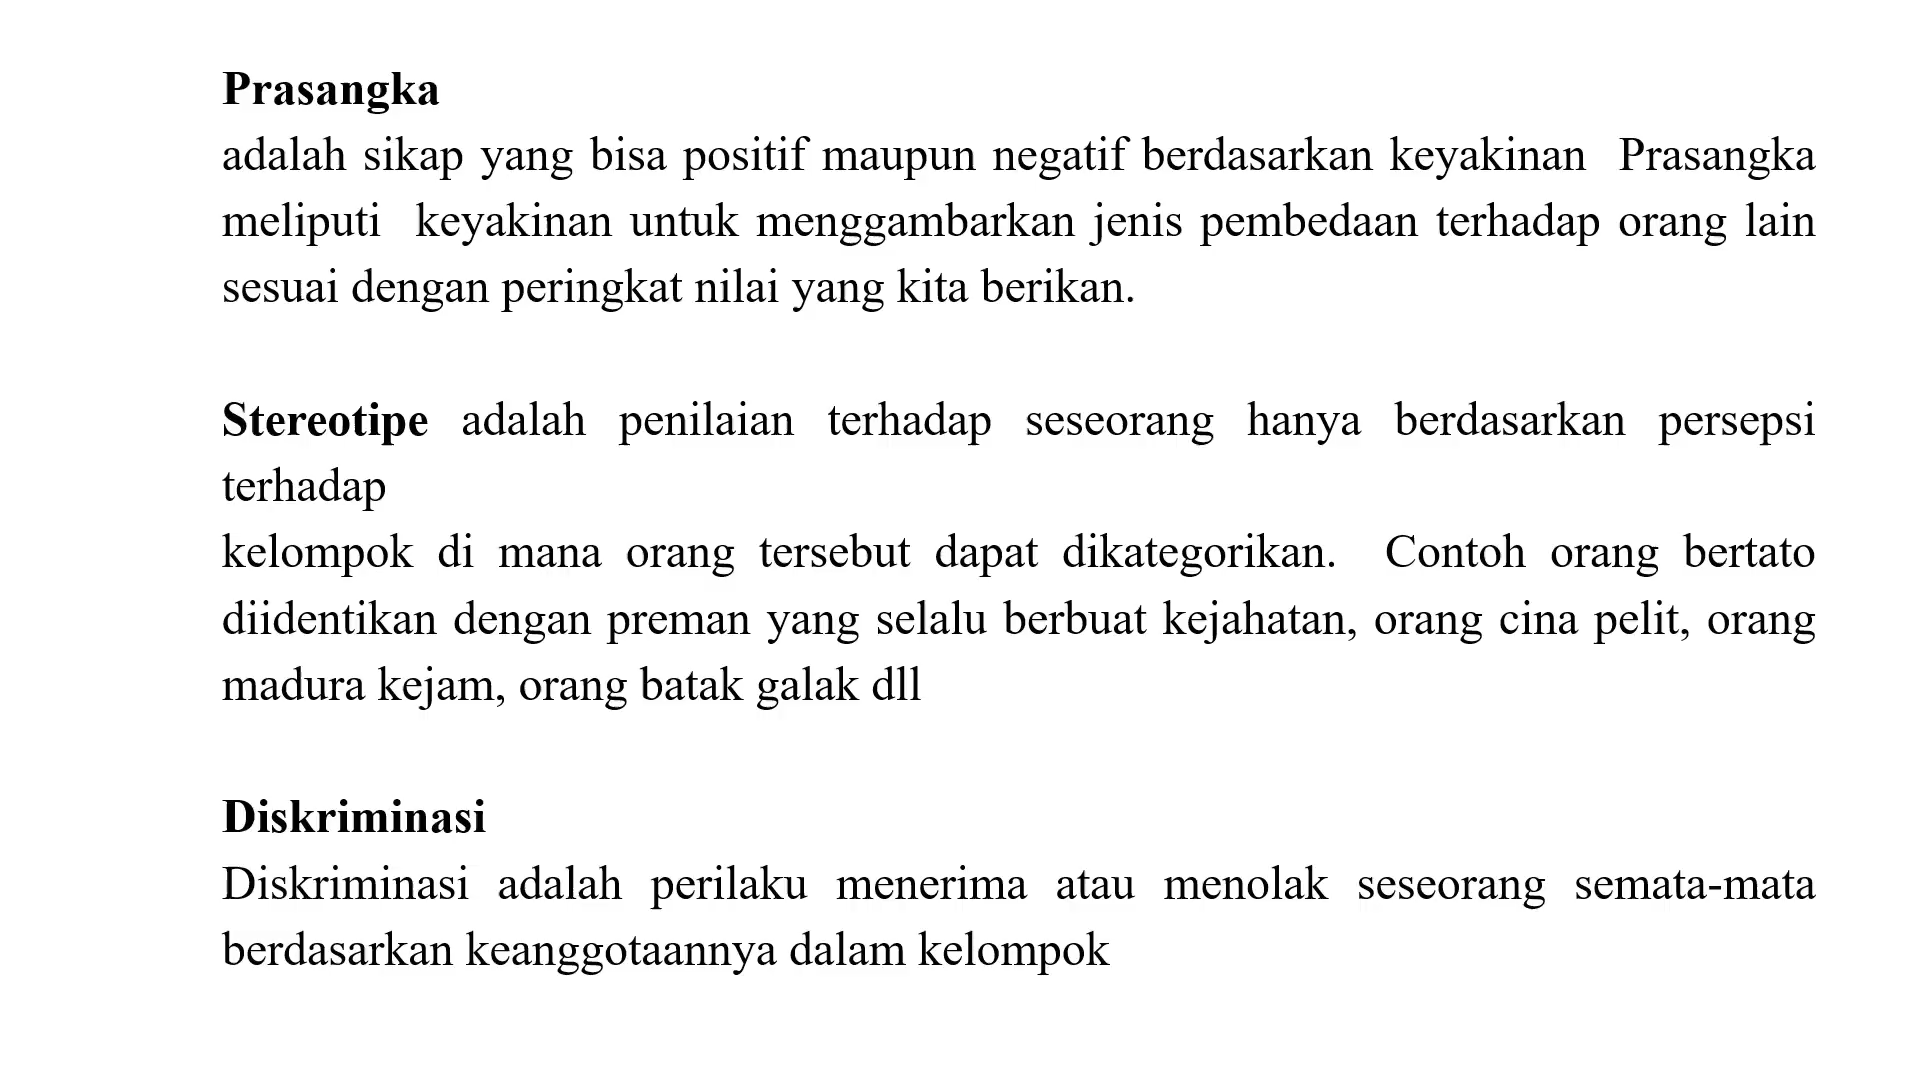 Prasangka
adalah sikap yang bisa positif maupun negatif berdasarkan keyakinan  Prasangka
meliputi  keyakinan untuk menggambarkan jenis pembedaan terhadap orang lain
sesuai dengan peringkat nilai yang kita berikan.
Stereotipe adalah penilaian terhadap seseorang hanya berdasarkan persepsi
terhadap
kelompok di mana orang tersebut dapat dikategorikan.  Contoh orang bertato
diidentikan dengan preman yang selalu berbuat kejahatan, orang cina pelit, orang
madura kejam, orang batak galak dll
Diskriminasi
Diskriminasi adalah perilaku menerima atau menolak seseorang semata-mata
berdasarkan keanggotaannya dalam kelompok